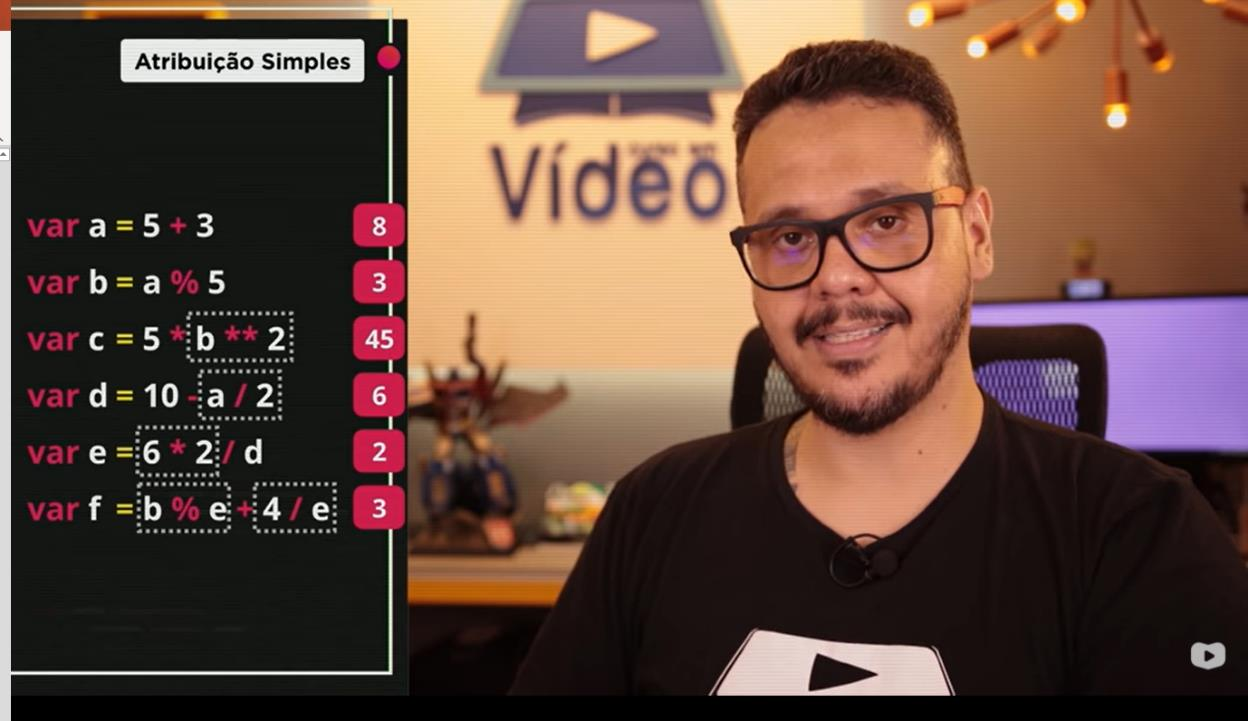 Atribuição Simples
var a = 5 + 3 8
var b = a % 5 3
var c = 5 * b ** 2 45
var d = 10 - a / 2 6
var e = 6 * 2 / d 2
var f = b % e + 4 / e 3
Vídeo